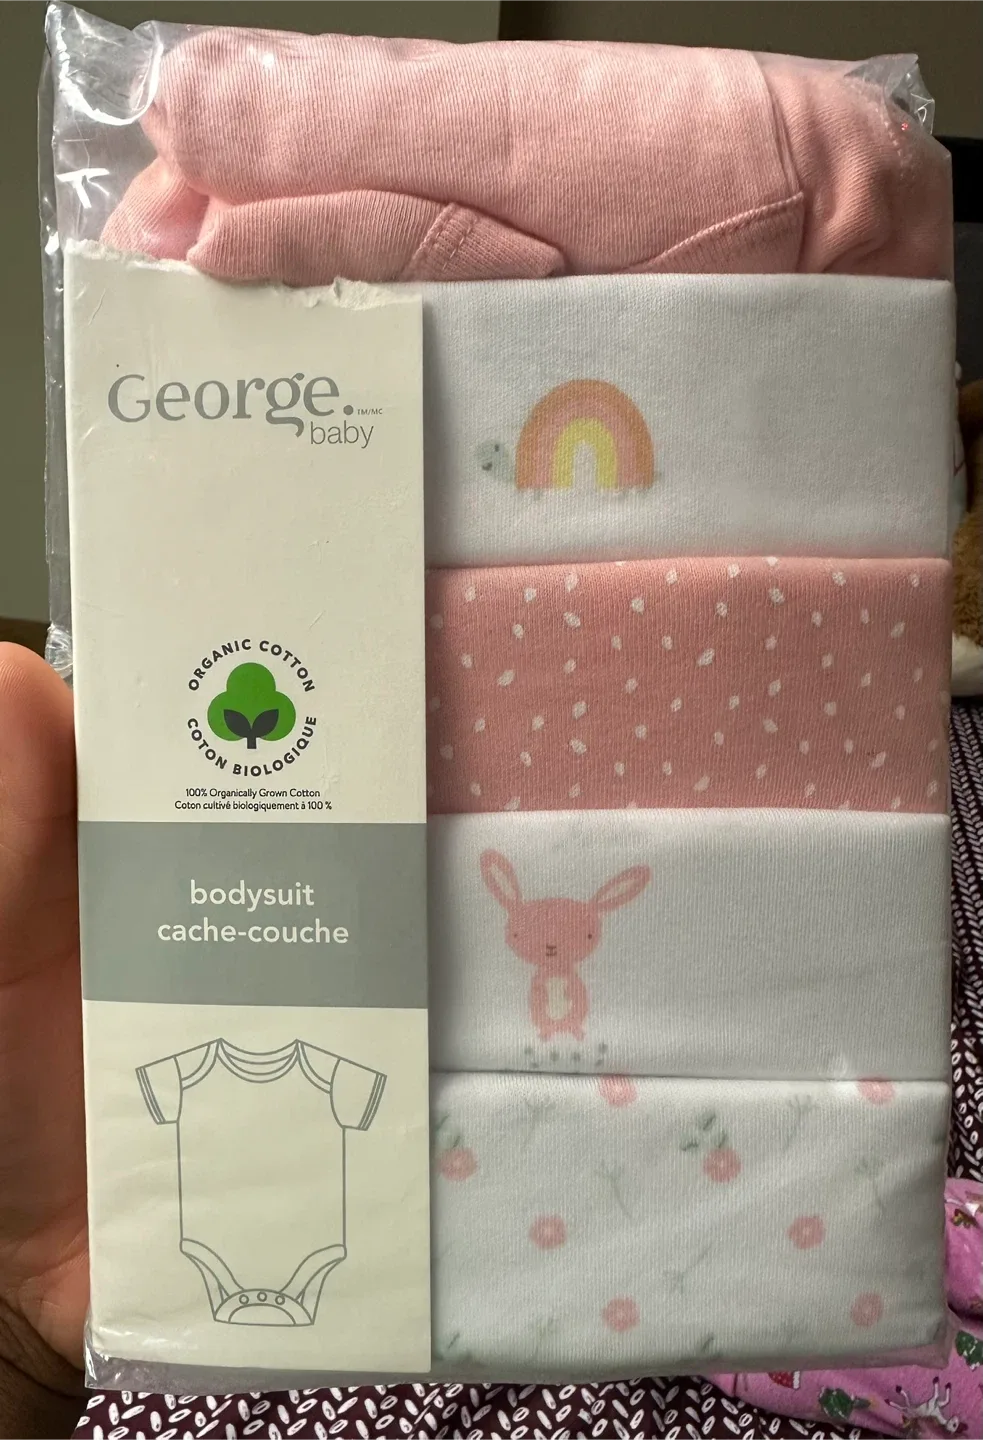 George.™/MC
baby
ORGANIC COTTON
COTON BIOLOGIQUE
100% Organically Grown Cotton
Coton cultivé biologiquement à 100 %
bodysuit
cache-couche